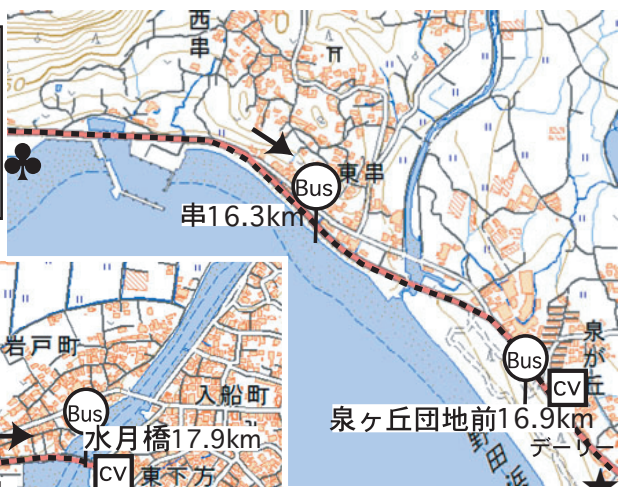 西串
Bus
東串
串16.3km
泉が丘
Bus
CV
泉ヶ丘団地前16.9km
デーリー
野田浜
岩戸町
入船町
Bus
水月橋17.9km
CV
東下方